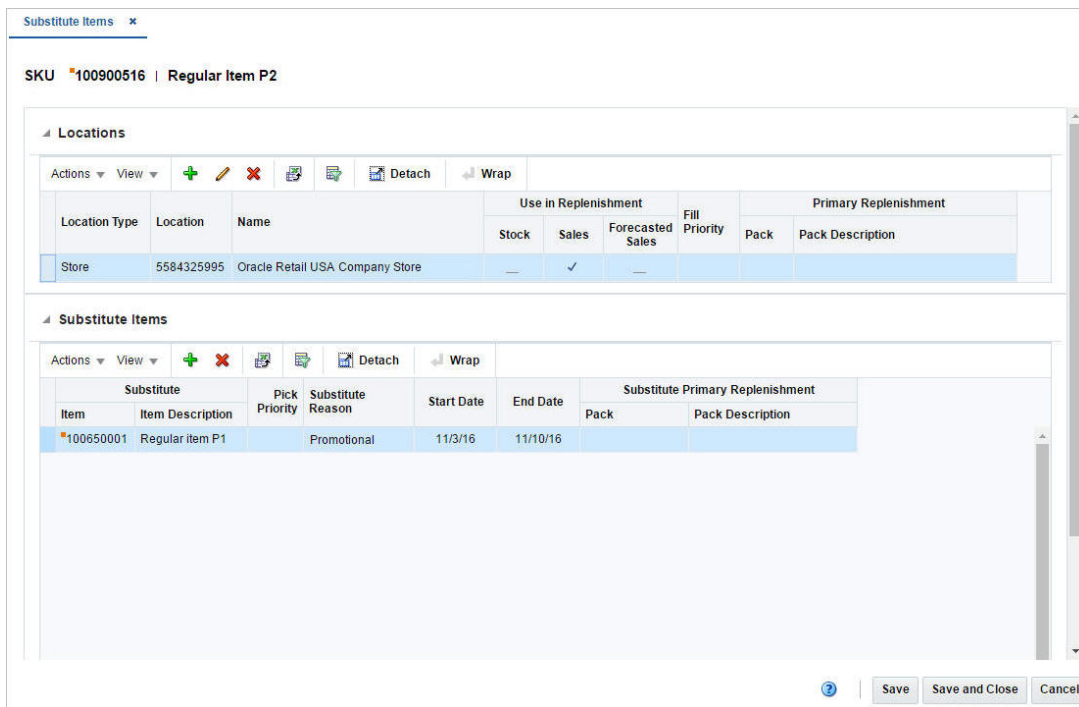 Substitute Items
SKU 100900516 | Regular Item P2
Locations
Actions View Detach Wrap
Use in Replenishment Primary Replenishment
Location Type Location Name Stock Sales Forecasted Sales Fill Priority Pack Pack Description
Store 5584325995 Oracle Retail USA Company Store
Substitute Items
Actions View Detach Wrap
Substitute Substitute Primary Replenishment
Item Item Description Pick Priority Substitute Reason Start Date End Date Pack Pack Description
100650001 Regular item P1 Promotional 11/3/16 11/10/16
Save Save and Close Cancel